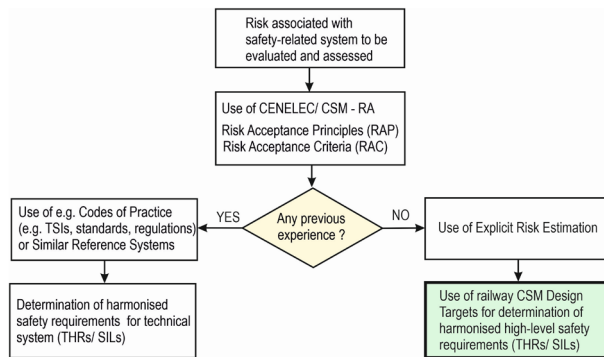 Risk associated with
safety-related system to be
evaluated and assessed
Use of CENELEC/ CSM - RA
Risk Acceptance Principles (RAP)
Risk Acceptance Criteria (RAC)
Use of e.g. Codes of Practice
(e.g. TSIs, standards, regulations)
or Similar Reference Systems
YES
Any previous
experience ?
NO
Use of Explicit Risk Estimation
Determination of harmonised
safety requirements for technical
system (THRs/ SILs)
Use of railway CSM Design
Targets for determination of
harmonised high-level safety
requirements (THRs/ SILs)